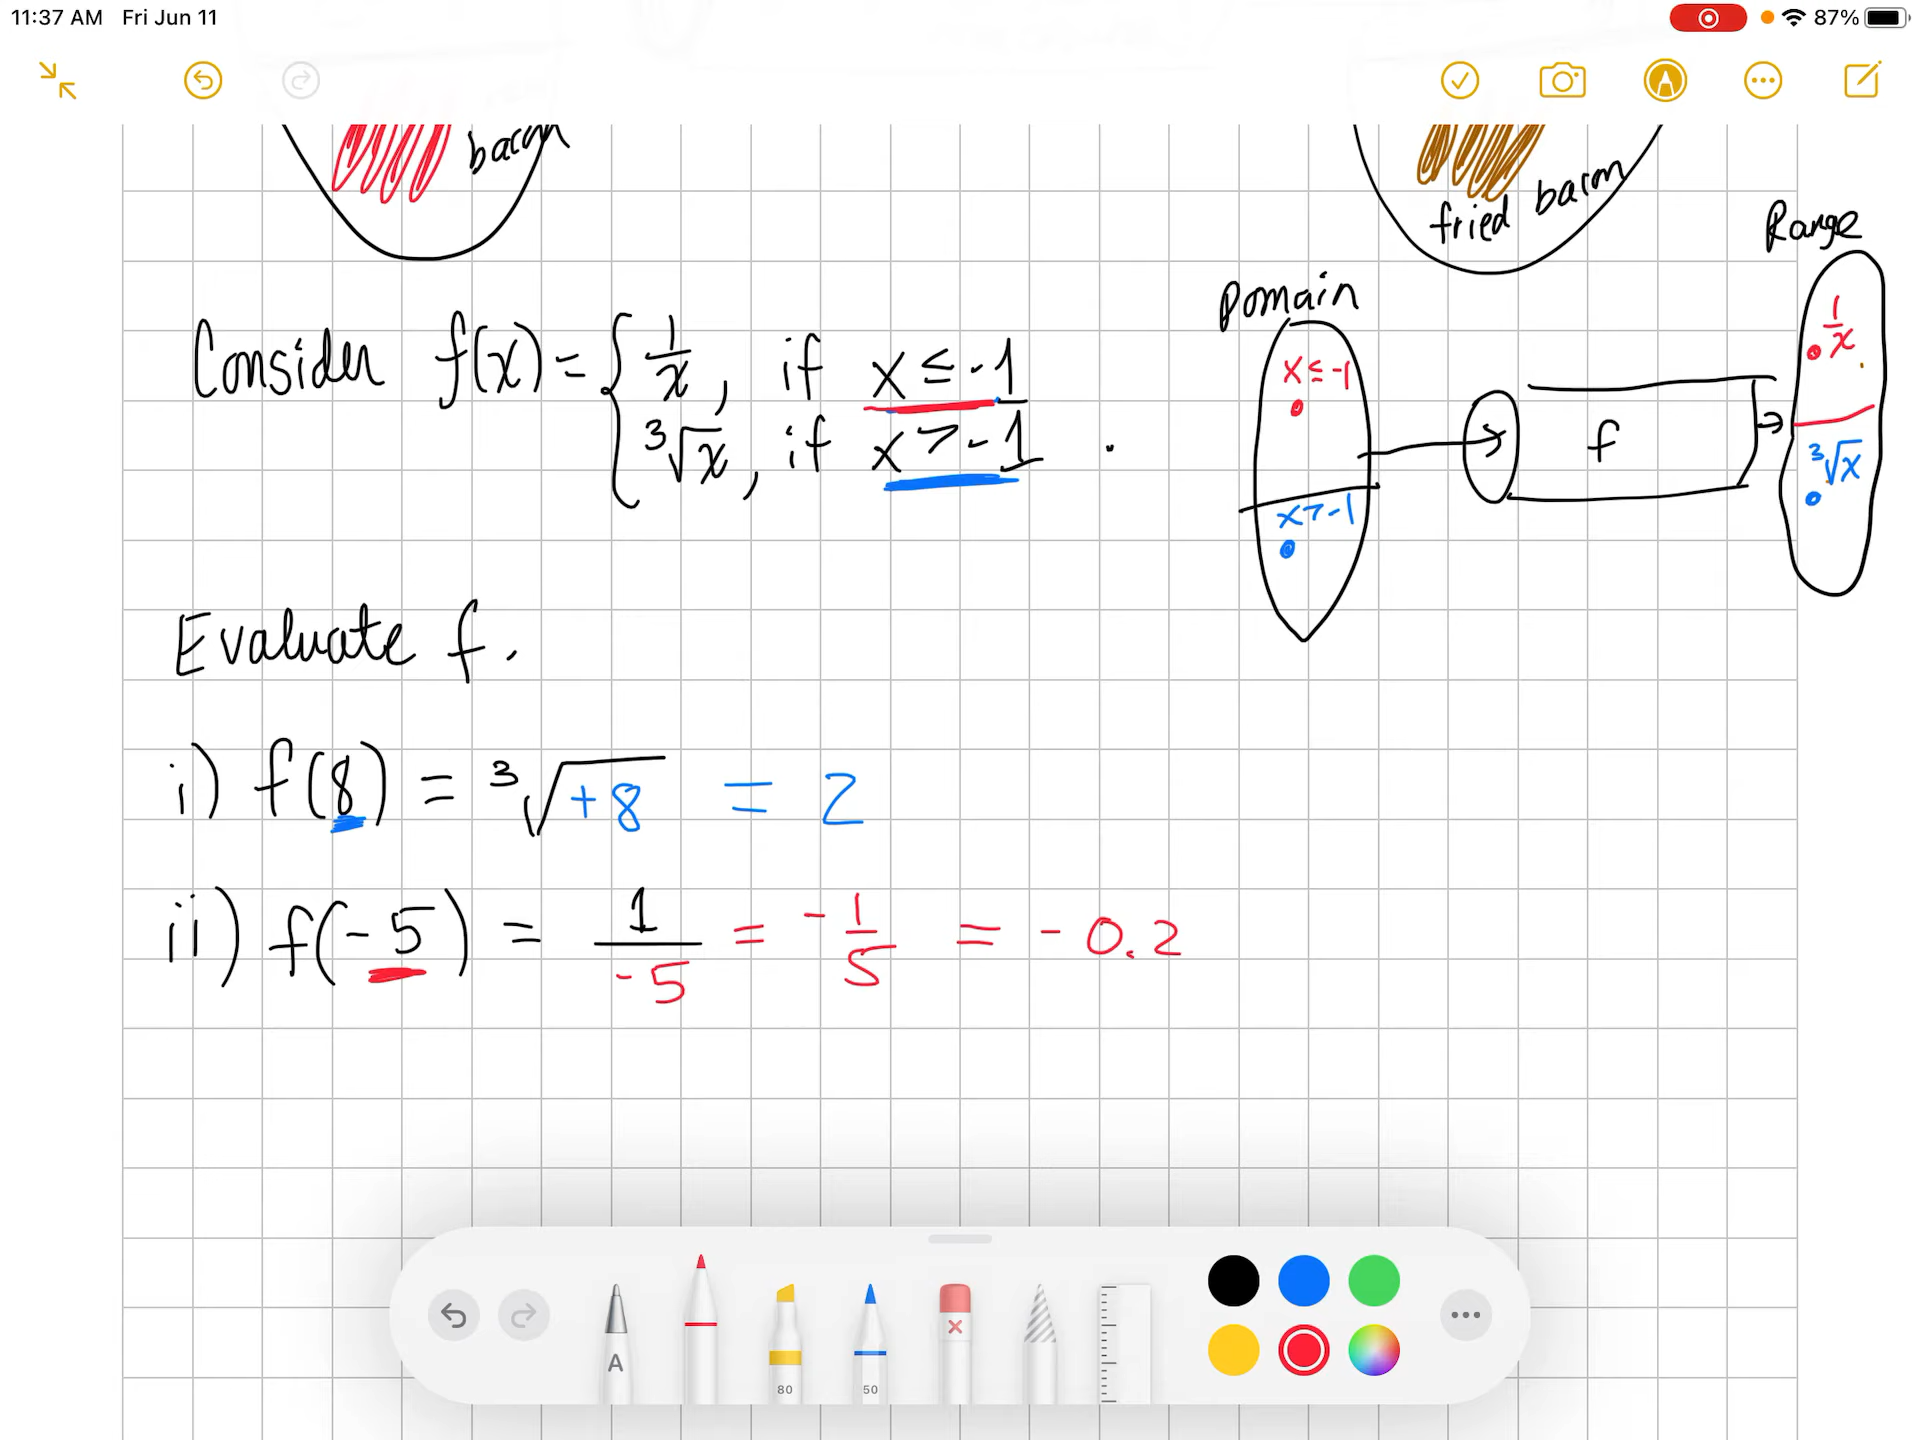 11:37 AM Fri Jun 11
87%
bacon
fried bacon
Range
Domain
Consider f(x) = { 1/x, if x ≤ -1
∛x, if x > -1 .
x ≤ -1
x > -1
f
1/x
∛x
Evaluate f.
i) f(8) = ∛+8 = 2
ii) f(-5) = 1/-5 = -1/5 = -0.2
A
80
50